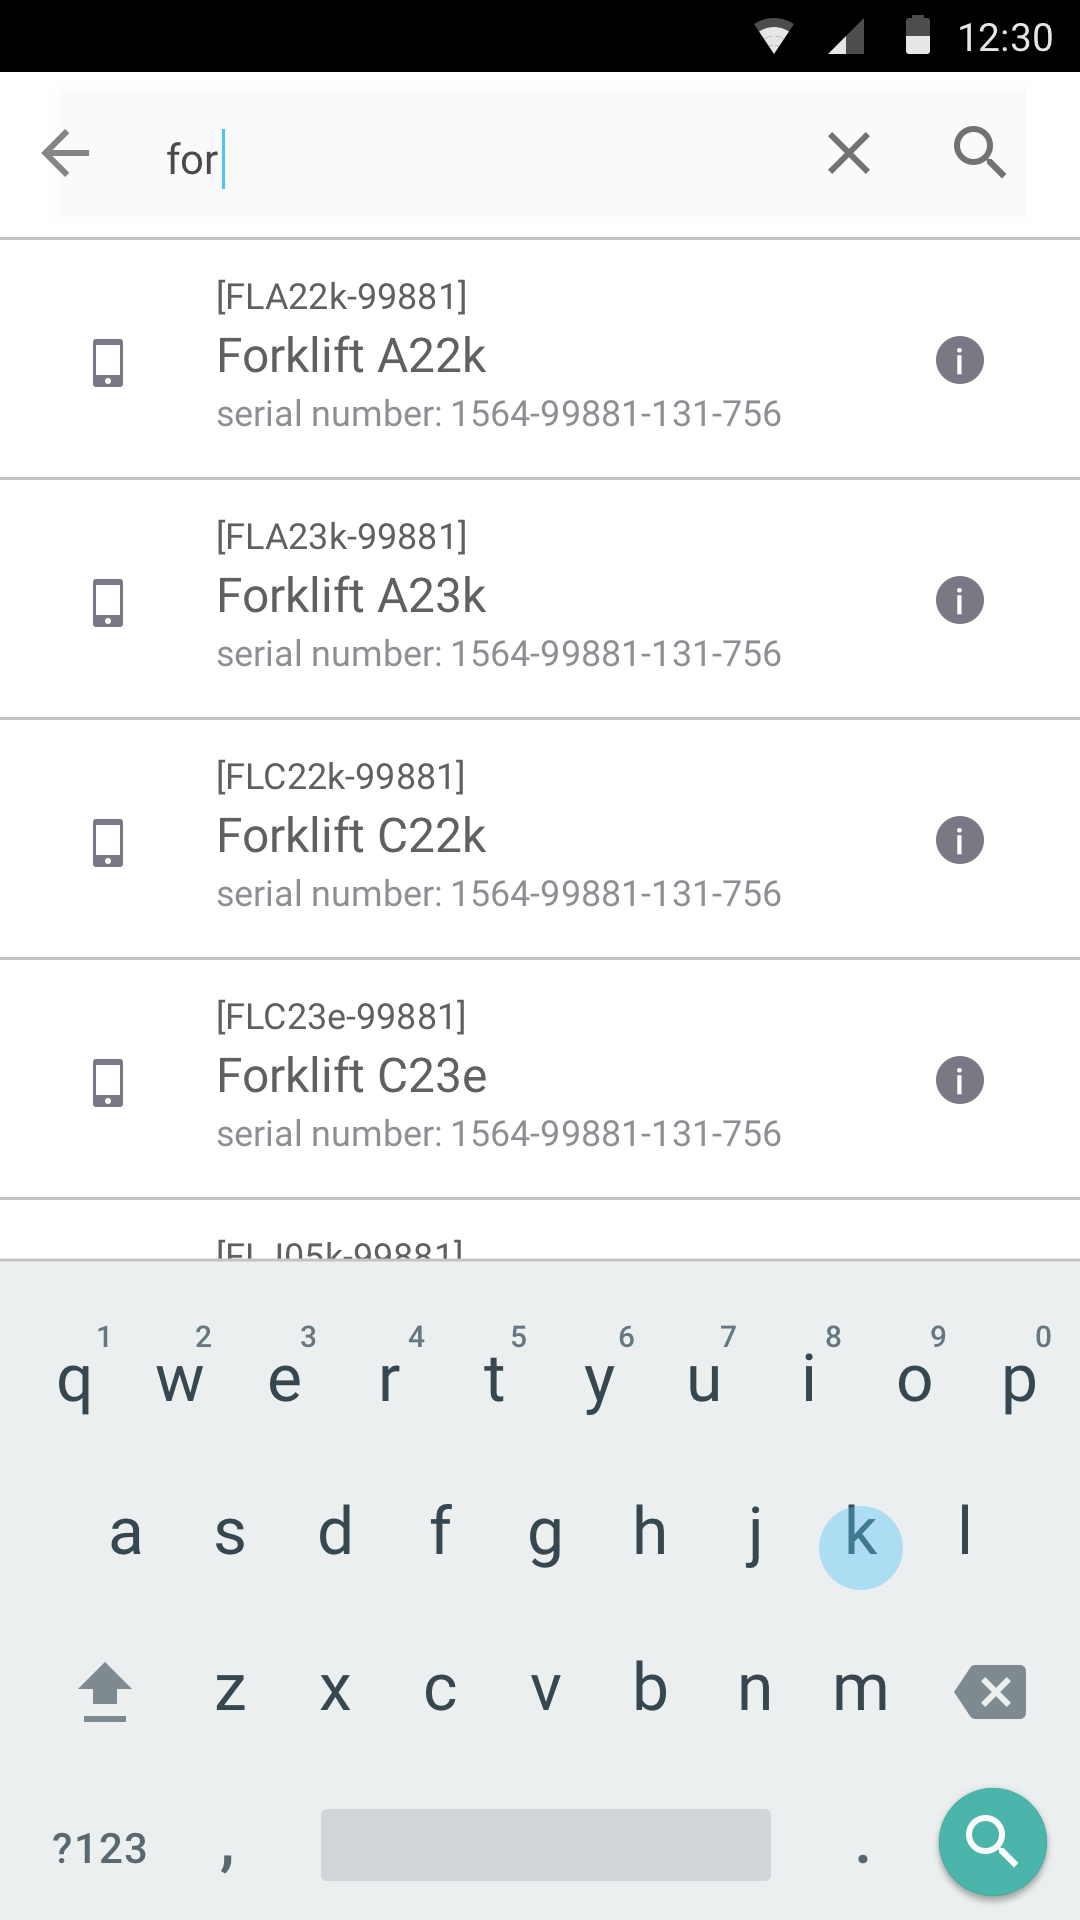 12:30
for
[FLA22k-99881]
Forklift A22k
serial number: 1564-99881-131-756
[FLA23k-99881]
Forklift A23k
serial number: 1564-99881-131-756
[FLC22k-99881]
Forklift C22k
serial number: 1564-99881-131-756
[FLC23e-99881]
Forklift C23e
serial number: 1564-99881-131-756
1 2 3 4 5 6 7 8 9 0
q w e r t y u i o p
a s d f g h j k l
z x c v b n m
?123 , .